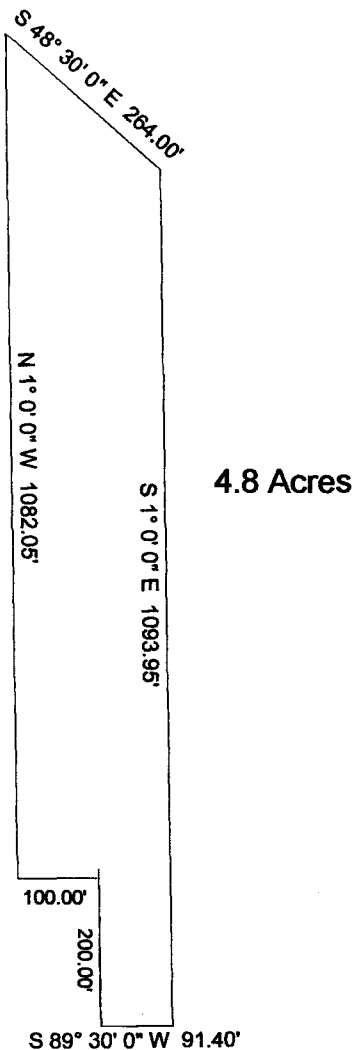 S 48° 30' 0" E 264.00'
N 1° 0' 0" W 1082.05'
S 1° 0' 0" E 1093.95'
4.8 Acres
100.00'
200.00'
S 89° 30' 0" W 91.40'